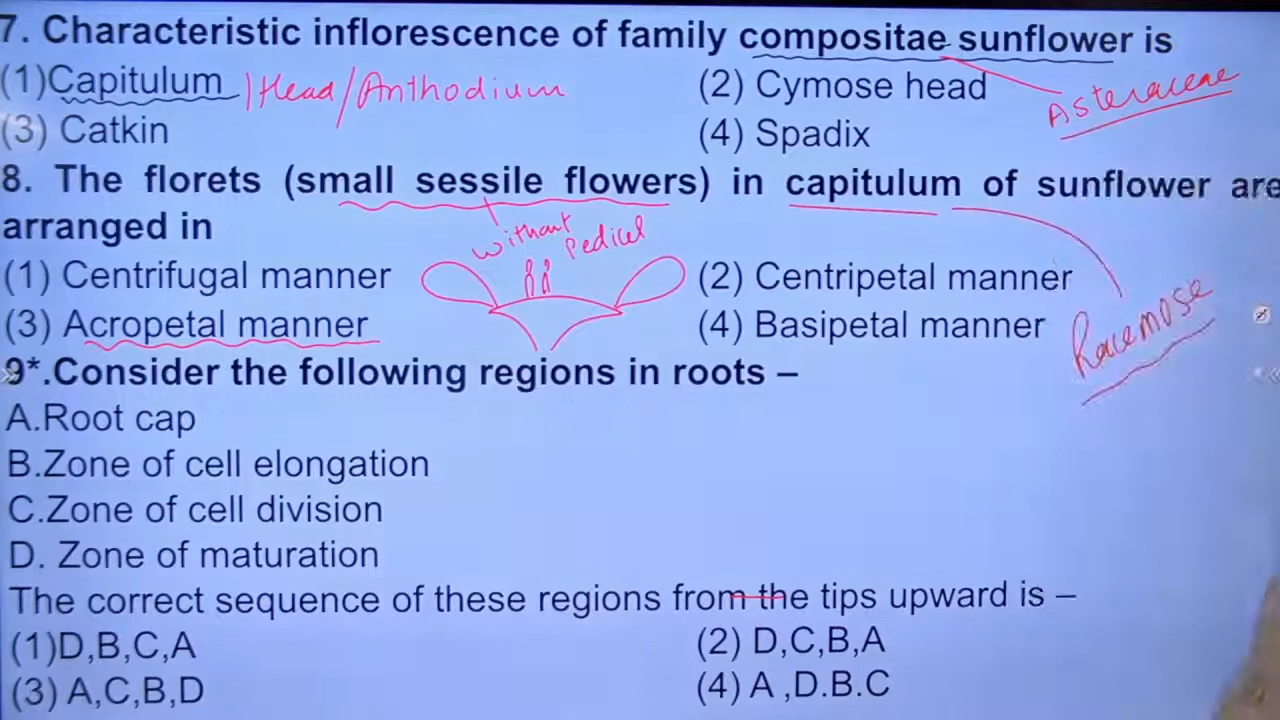 7. Characteristic inflorescence of family compositae sunflower is
(1)Capitulum | Head/Anthodium (2) Cymose head
Asteraceae
(3) Catkin (4) Spadix
8. The florets (small sessile flowers) in capitulum of sunflower are
arranged in
without Pedicel
(1) Centrifugal manner (2) Centripetal manner
(3) Acropetal manner (4) Basipetal manner
Racemose
9*.Consider the following regions in roots –
A.Root cap
B.Zone of cell elongation
C.Zone of cell division
D. Zone of maturation
The correct sequence of these regions from the tips upward is –
(1)D,B,C,A (2) D,C,B,A
(3) A,C,B,D (4) A ,D.B.C